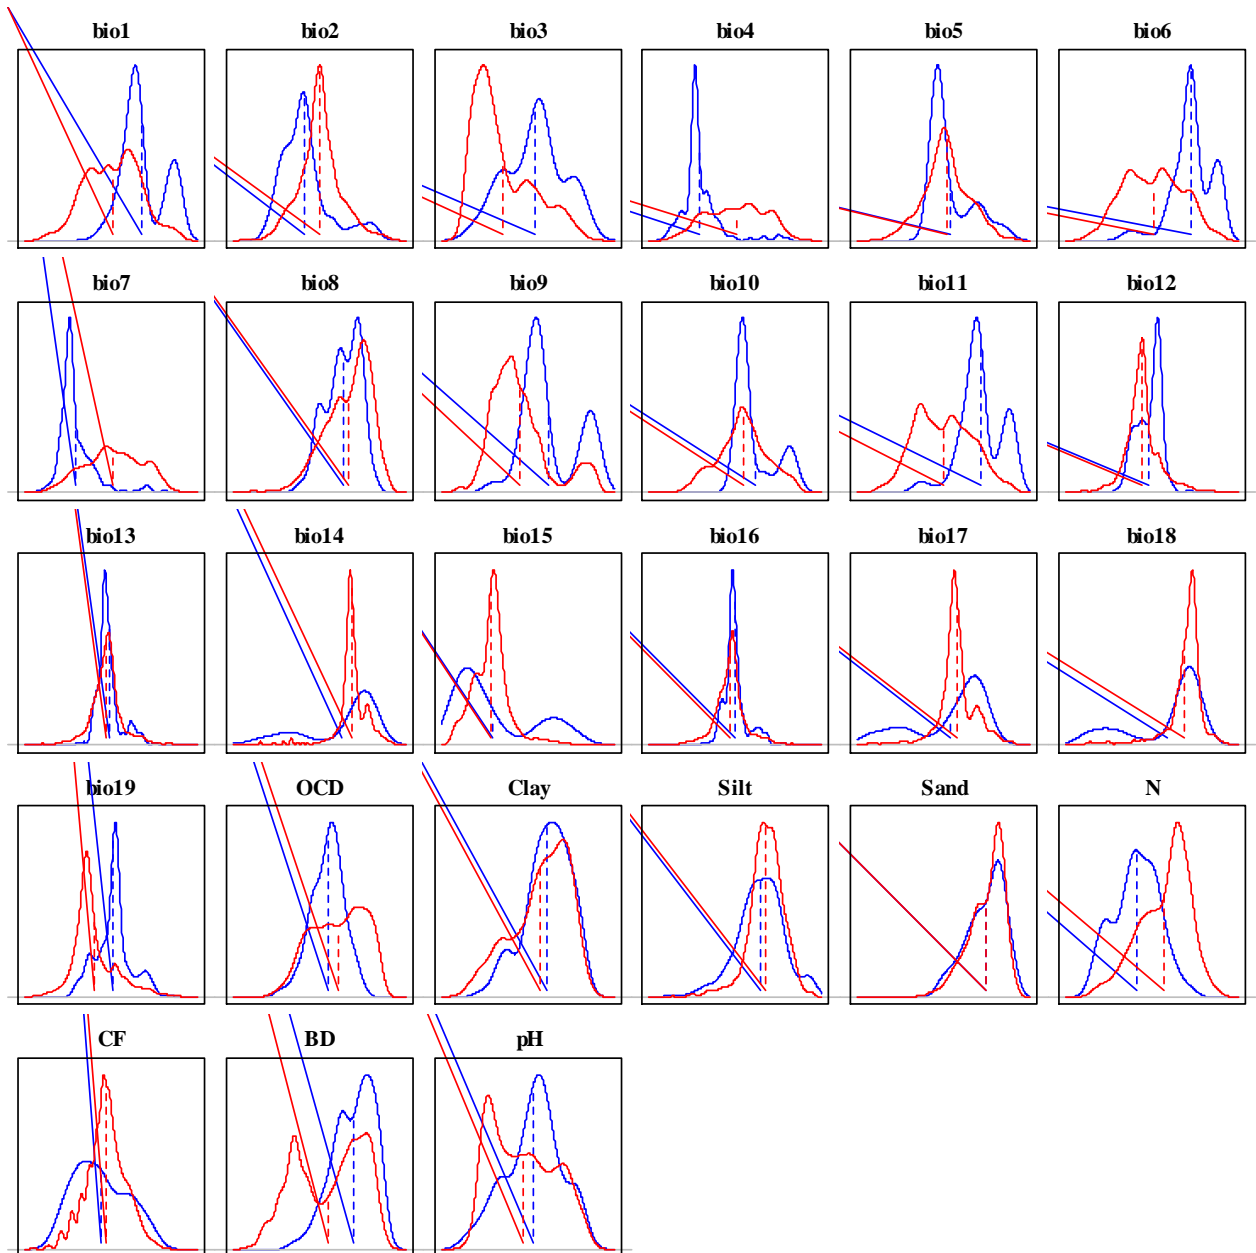 bio1 bio2 bio3 bio4 bio5 bio6
bio7 bio8 bio9 bio10 bio11 bio12
bio13 bio14 bio15 bio16 bio17 bio18
bio19 OCD Clay Silt Sand N
CF BD pH